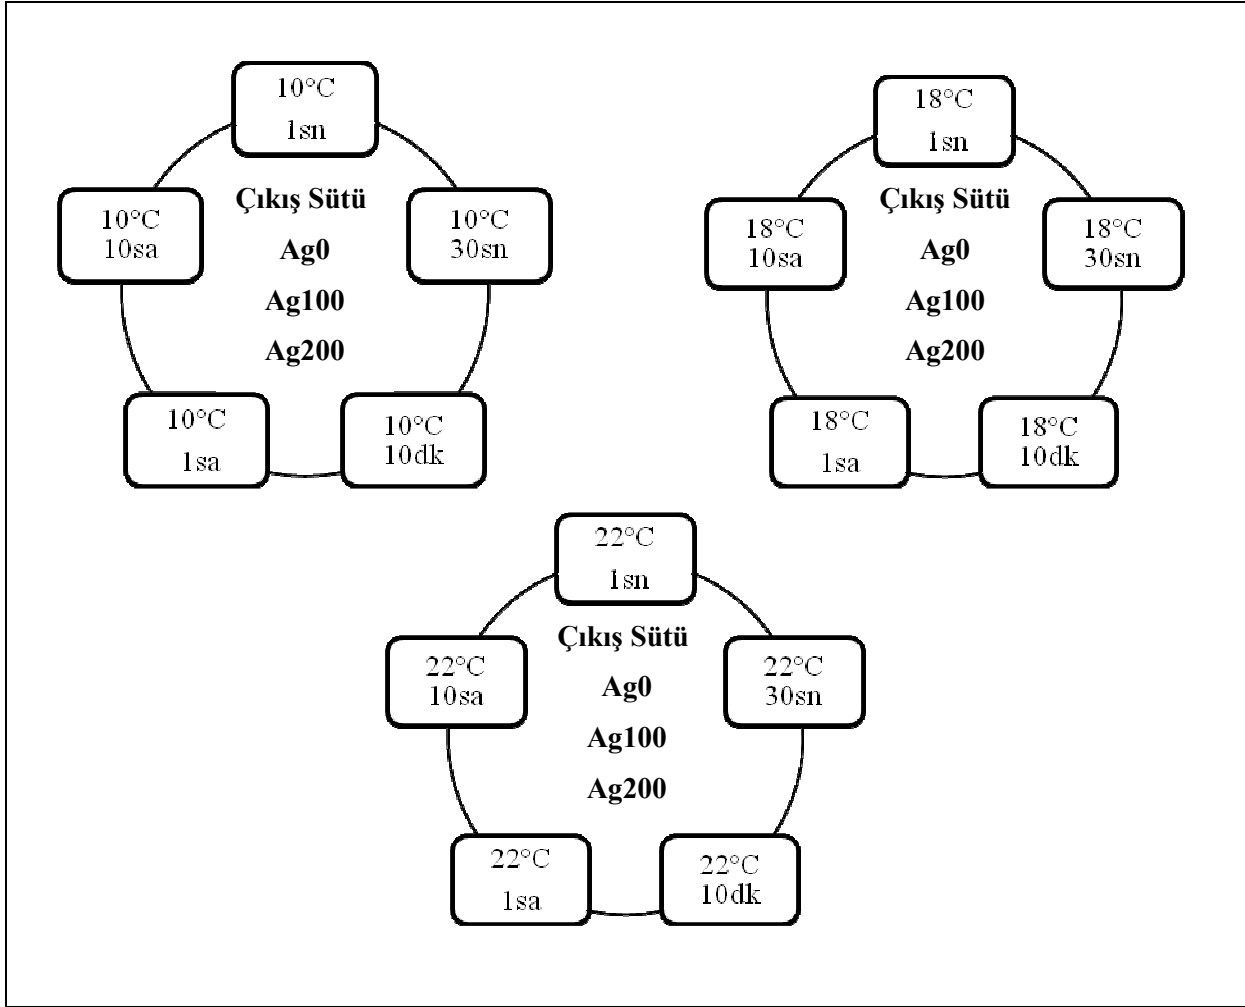 10°C
1sn
10°C
10sa
Çıkış Sütü
Ag0
Ag100
Ag200
10°C
30sn
10°C
1sa
10°C
10dk
18°C
1sn
18°C
10sa
Çıkış Sütü
Ag0
Ag100
Ag200
18°C
30sn
18°C
1sa
18°C
10dk
22°C
1sn
22°C
10sa
Çıkış Sütü
Ag0
Ag100
Ag200
22°C
30sn
22°C
1sa
22°C
10dk